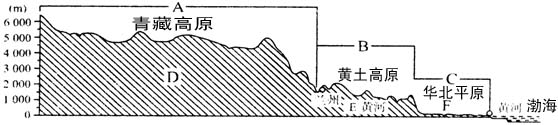 (m)
6 000
5 000
4 000
3 000
2 000
1 000
0
A
青藏高原
B
黄土高原
C
华北平原
D
兰州
E 黄河
F
黄河 渤海